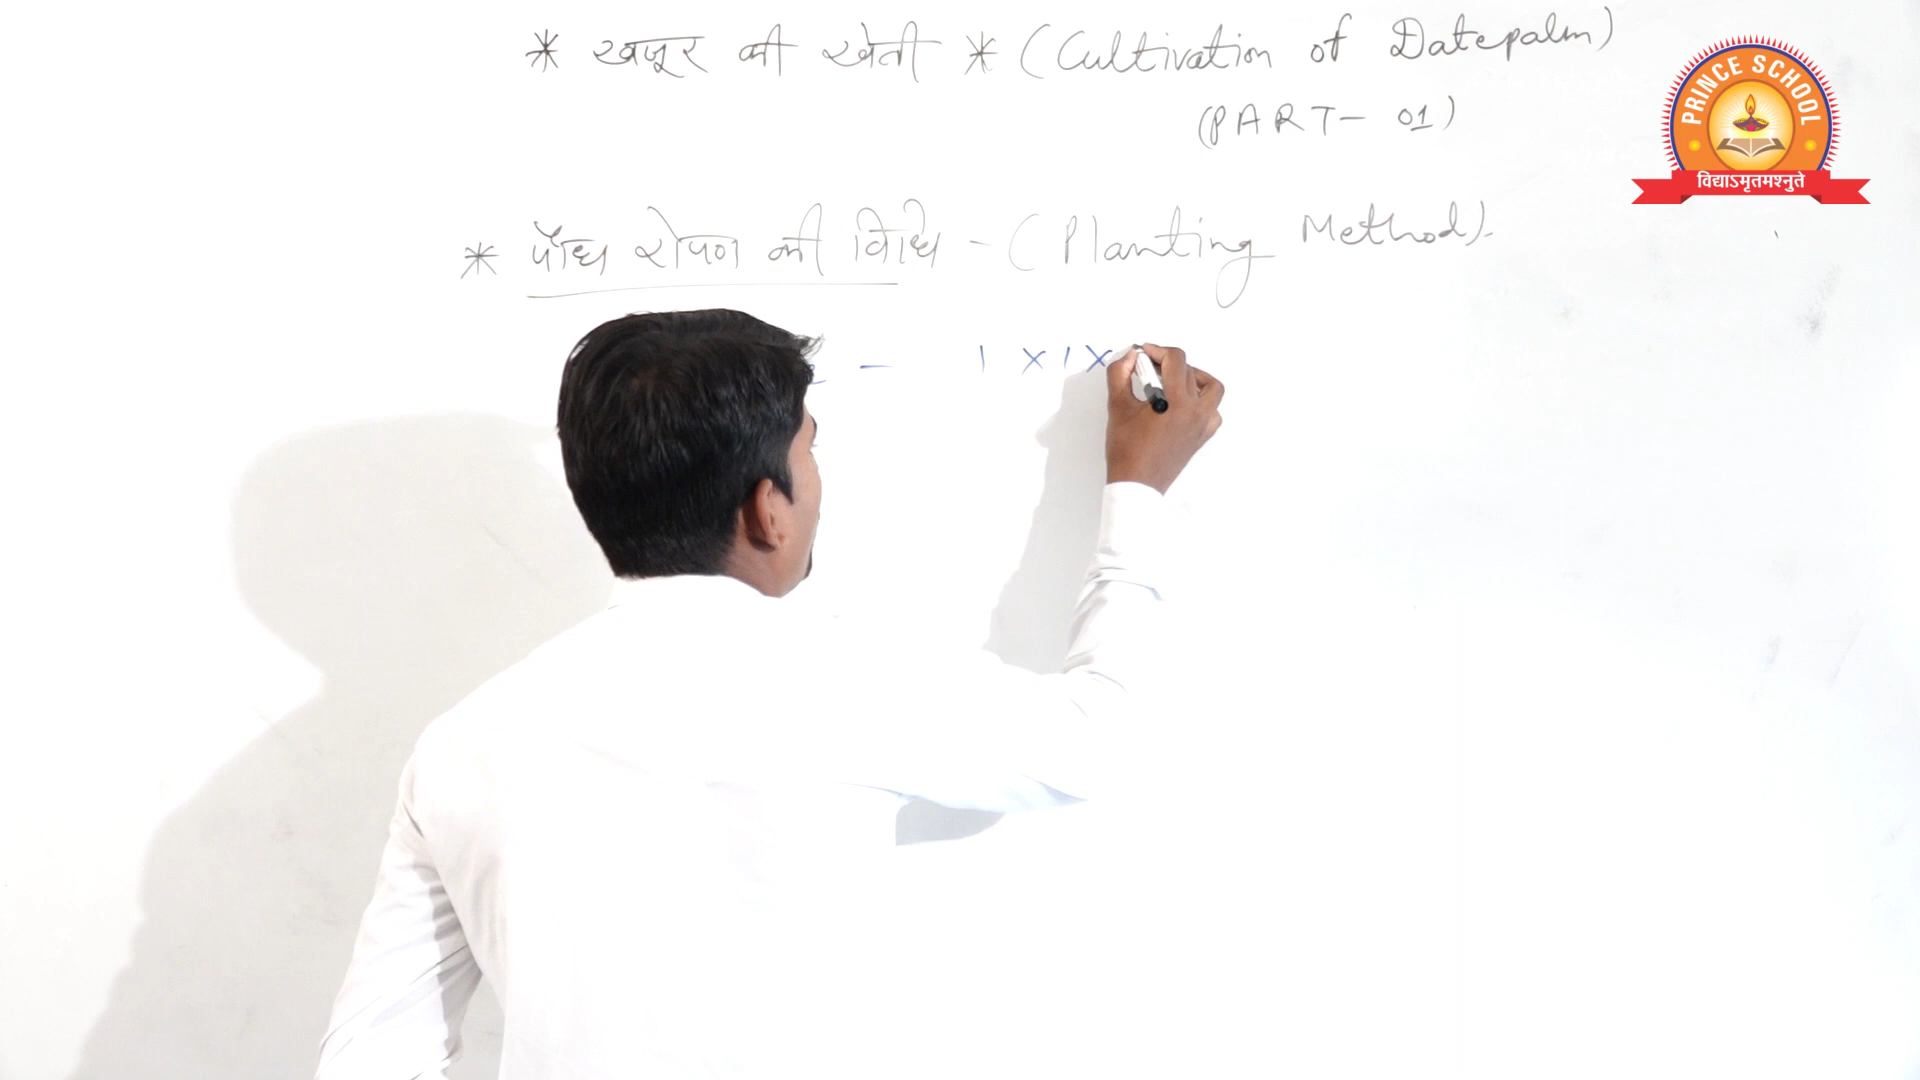 * खजूर की खेती * (Cultivation of Datepalm)
(PART- 01)
PRINCE SCHOOL
विद्याऽमृतमश्नुते
* पौध रोपण की विधि - (Planting Method)-
- 1 × 1 ×